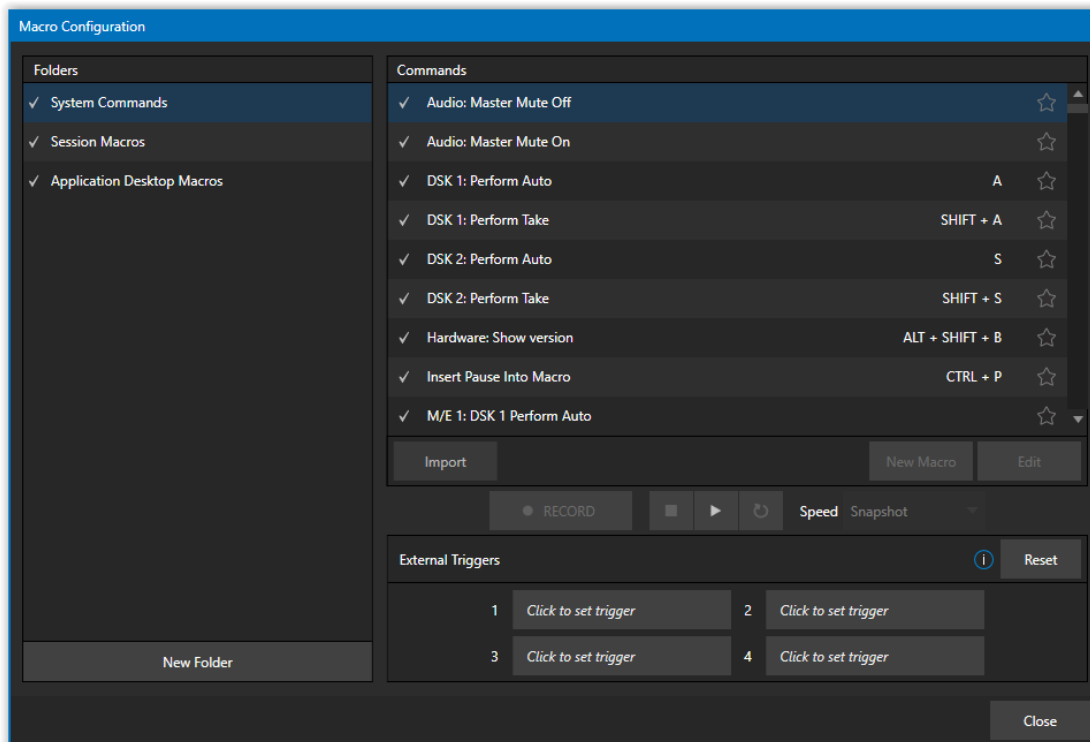 Macro Configuration
Folders
System Commands
Session Macros
Application Desktop Macros
New Folder
Commands
Audio: Master Mute Off
Audio: Master Mute On
DSK 1: Perform Auto A
DSK 1: Perform Take SHIFT + A
DSK 2: Perform Auto S
DSK 2: Perform Take SHIFT + S
Hardware: Show version ALT + SHIFT + B
Insert Pause Into Macro CTRL + P
M/E 1: DSK 1 Perform Auto
Import New Macro Edit
RECORD Speed Snapshot
External Triggers i Reset
1 Click to set trigger 2 Click to set trigger
3 Click to set trigger 4 Click to set trigger
Close